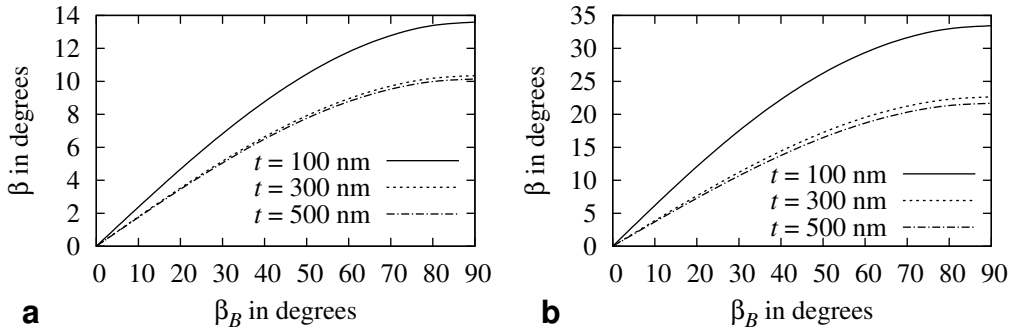 14
12
10
8
6
4
2
0
β in degrees
t = 100 nm
t = 300 nm
t = 500 nm
0 10 20 30 40 50 60 70 80 90
β_B in degrees
a
35
30
25
20
15
10
5
0
β in degrees
t = 100 nm
t = 300 nm
t = 500 nm
0 10 20 30 40 50 60 70 80 90
β_B in degrees
b